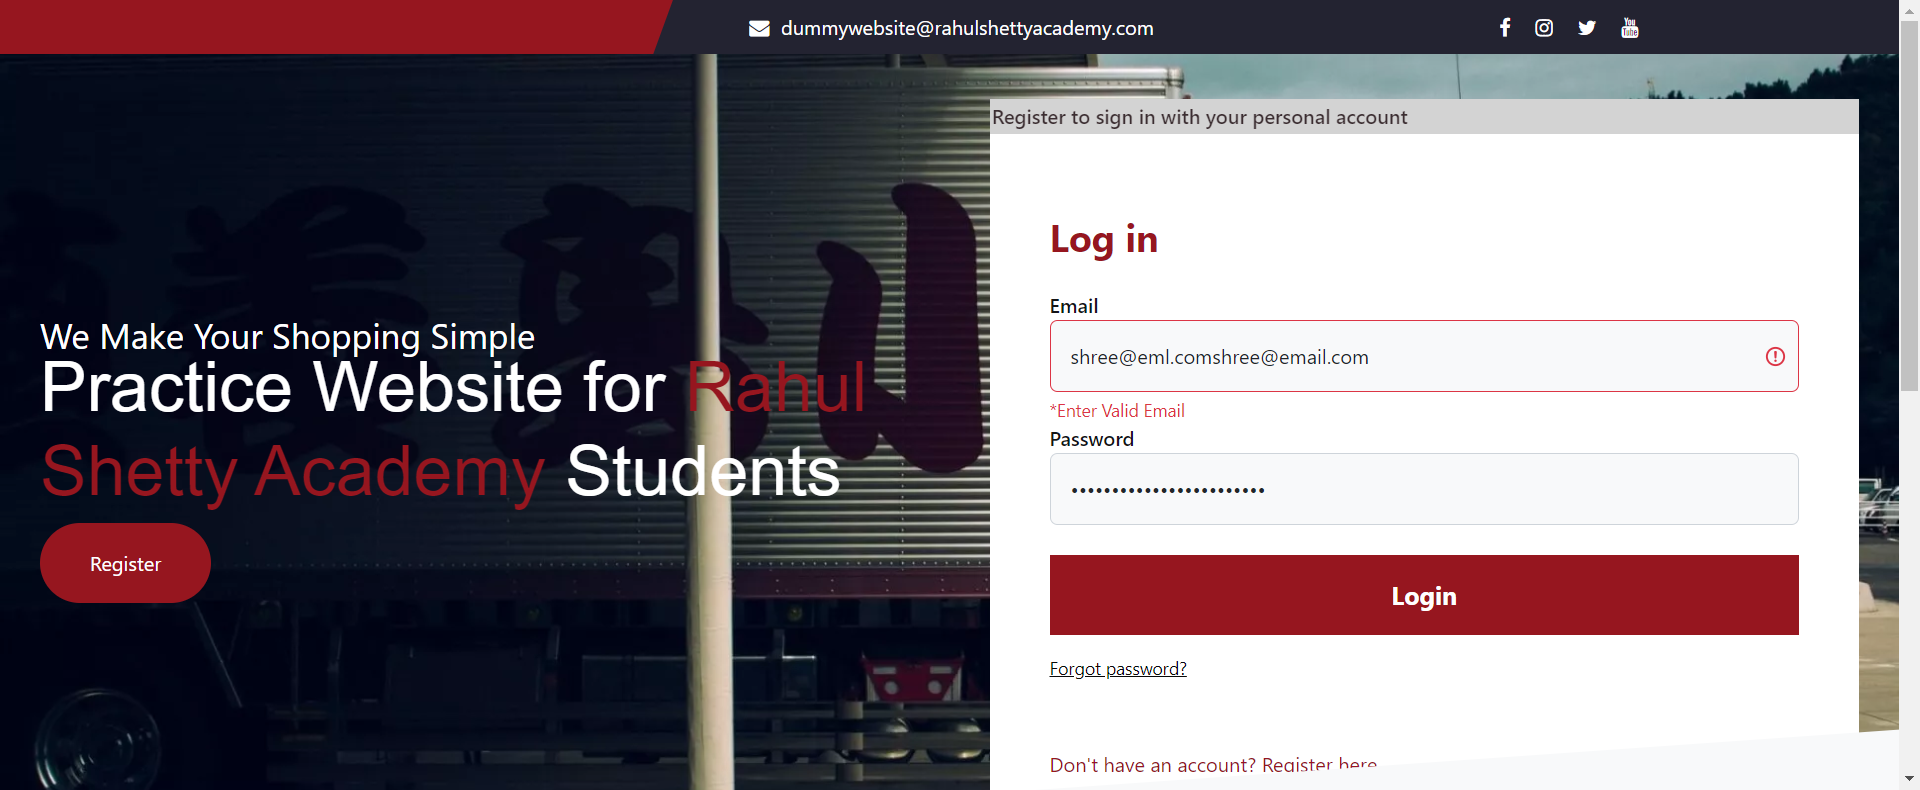 dummywebsite@rahulshettyacademy.com
You
Tube
We Make Your Shopping Simple
Practice Website for Rahul
Shetty Academy Students
Register
Register to sign in with your personal account
Log in
Email
shree@eml.comshree@email.com
*Enter Valid Email
Password
Login
Forgot password?
Don't have an account? Register here